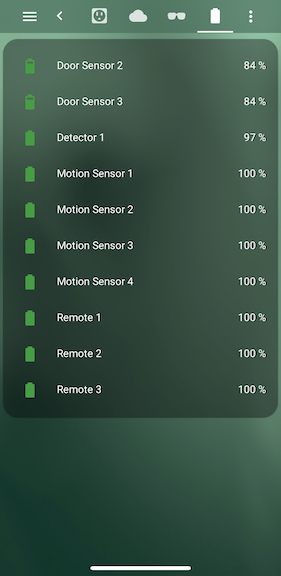 Door Sensor 2 84 %
Door Sensor 3 84 %
Detector 1 97 %
Motion Sensor 1 100 %
Motion Sensor 2 100 %
Motion Sensor 3 100 %
Motion Sensor 4 100 %
Remote 1 100 %
Remote 2 100 %
Remote 3 100 %